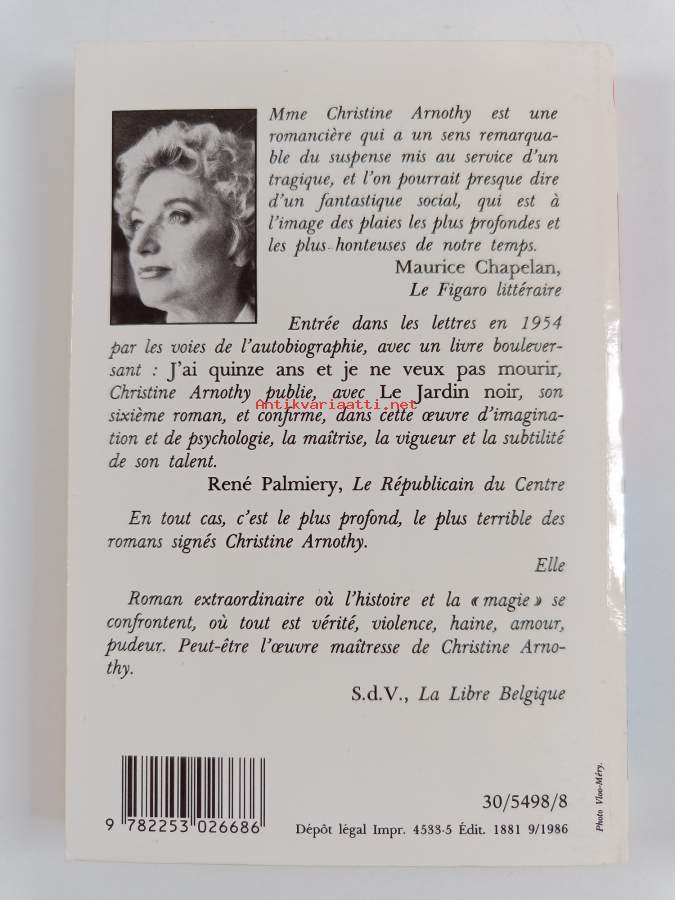 Mme Christine Arnothy est une
romancière qui a un sens remarqua-
ble du suspense mis au service d'un
tragique, et l'on pourrait presque dire
d'un fantastique social, qui est à
l'image des plaies les plus profondes et
les plus honteuses de notre temps.
Maurice Chapelan,
Le Figaro littéraire
Entrée dans les lettres en 1954
par les voies de l'autobiographie, avec un livre boulever-
sant : J'ai quinze ans et je ne veux pas mourir,
Christine Arnothy publie, avec Le Jardin noir, son
Antikvariaatti.net
sixième roman, et confirme, dans cette œuvre d'imagina-
tion et de psychologie, la maîtrise, la vigueur et la subtilité
de son talent.
René Palmiery, Le Républicain du Centre
En tout cas, c'est le plus profond, le plus terrible des
romans signés Christine Arnothy.
Elle
Roman extraordinaire où l'histoire et la « magie » se
confrontent, où tout est vérité, violence, haine, amour,
pudeur. Peut-être l'œuvre maîtresse de Christine Arno-
thy.
S.d.V., La Libre Belgique
9 782253 026686
30/5498/8
Dépôt légal Impr. 4533-5 Édit. 1881 9/1986
Photo Vloo-Méry.